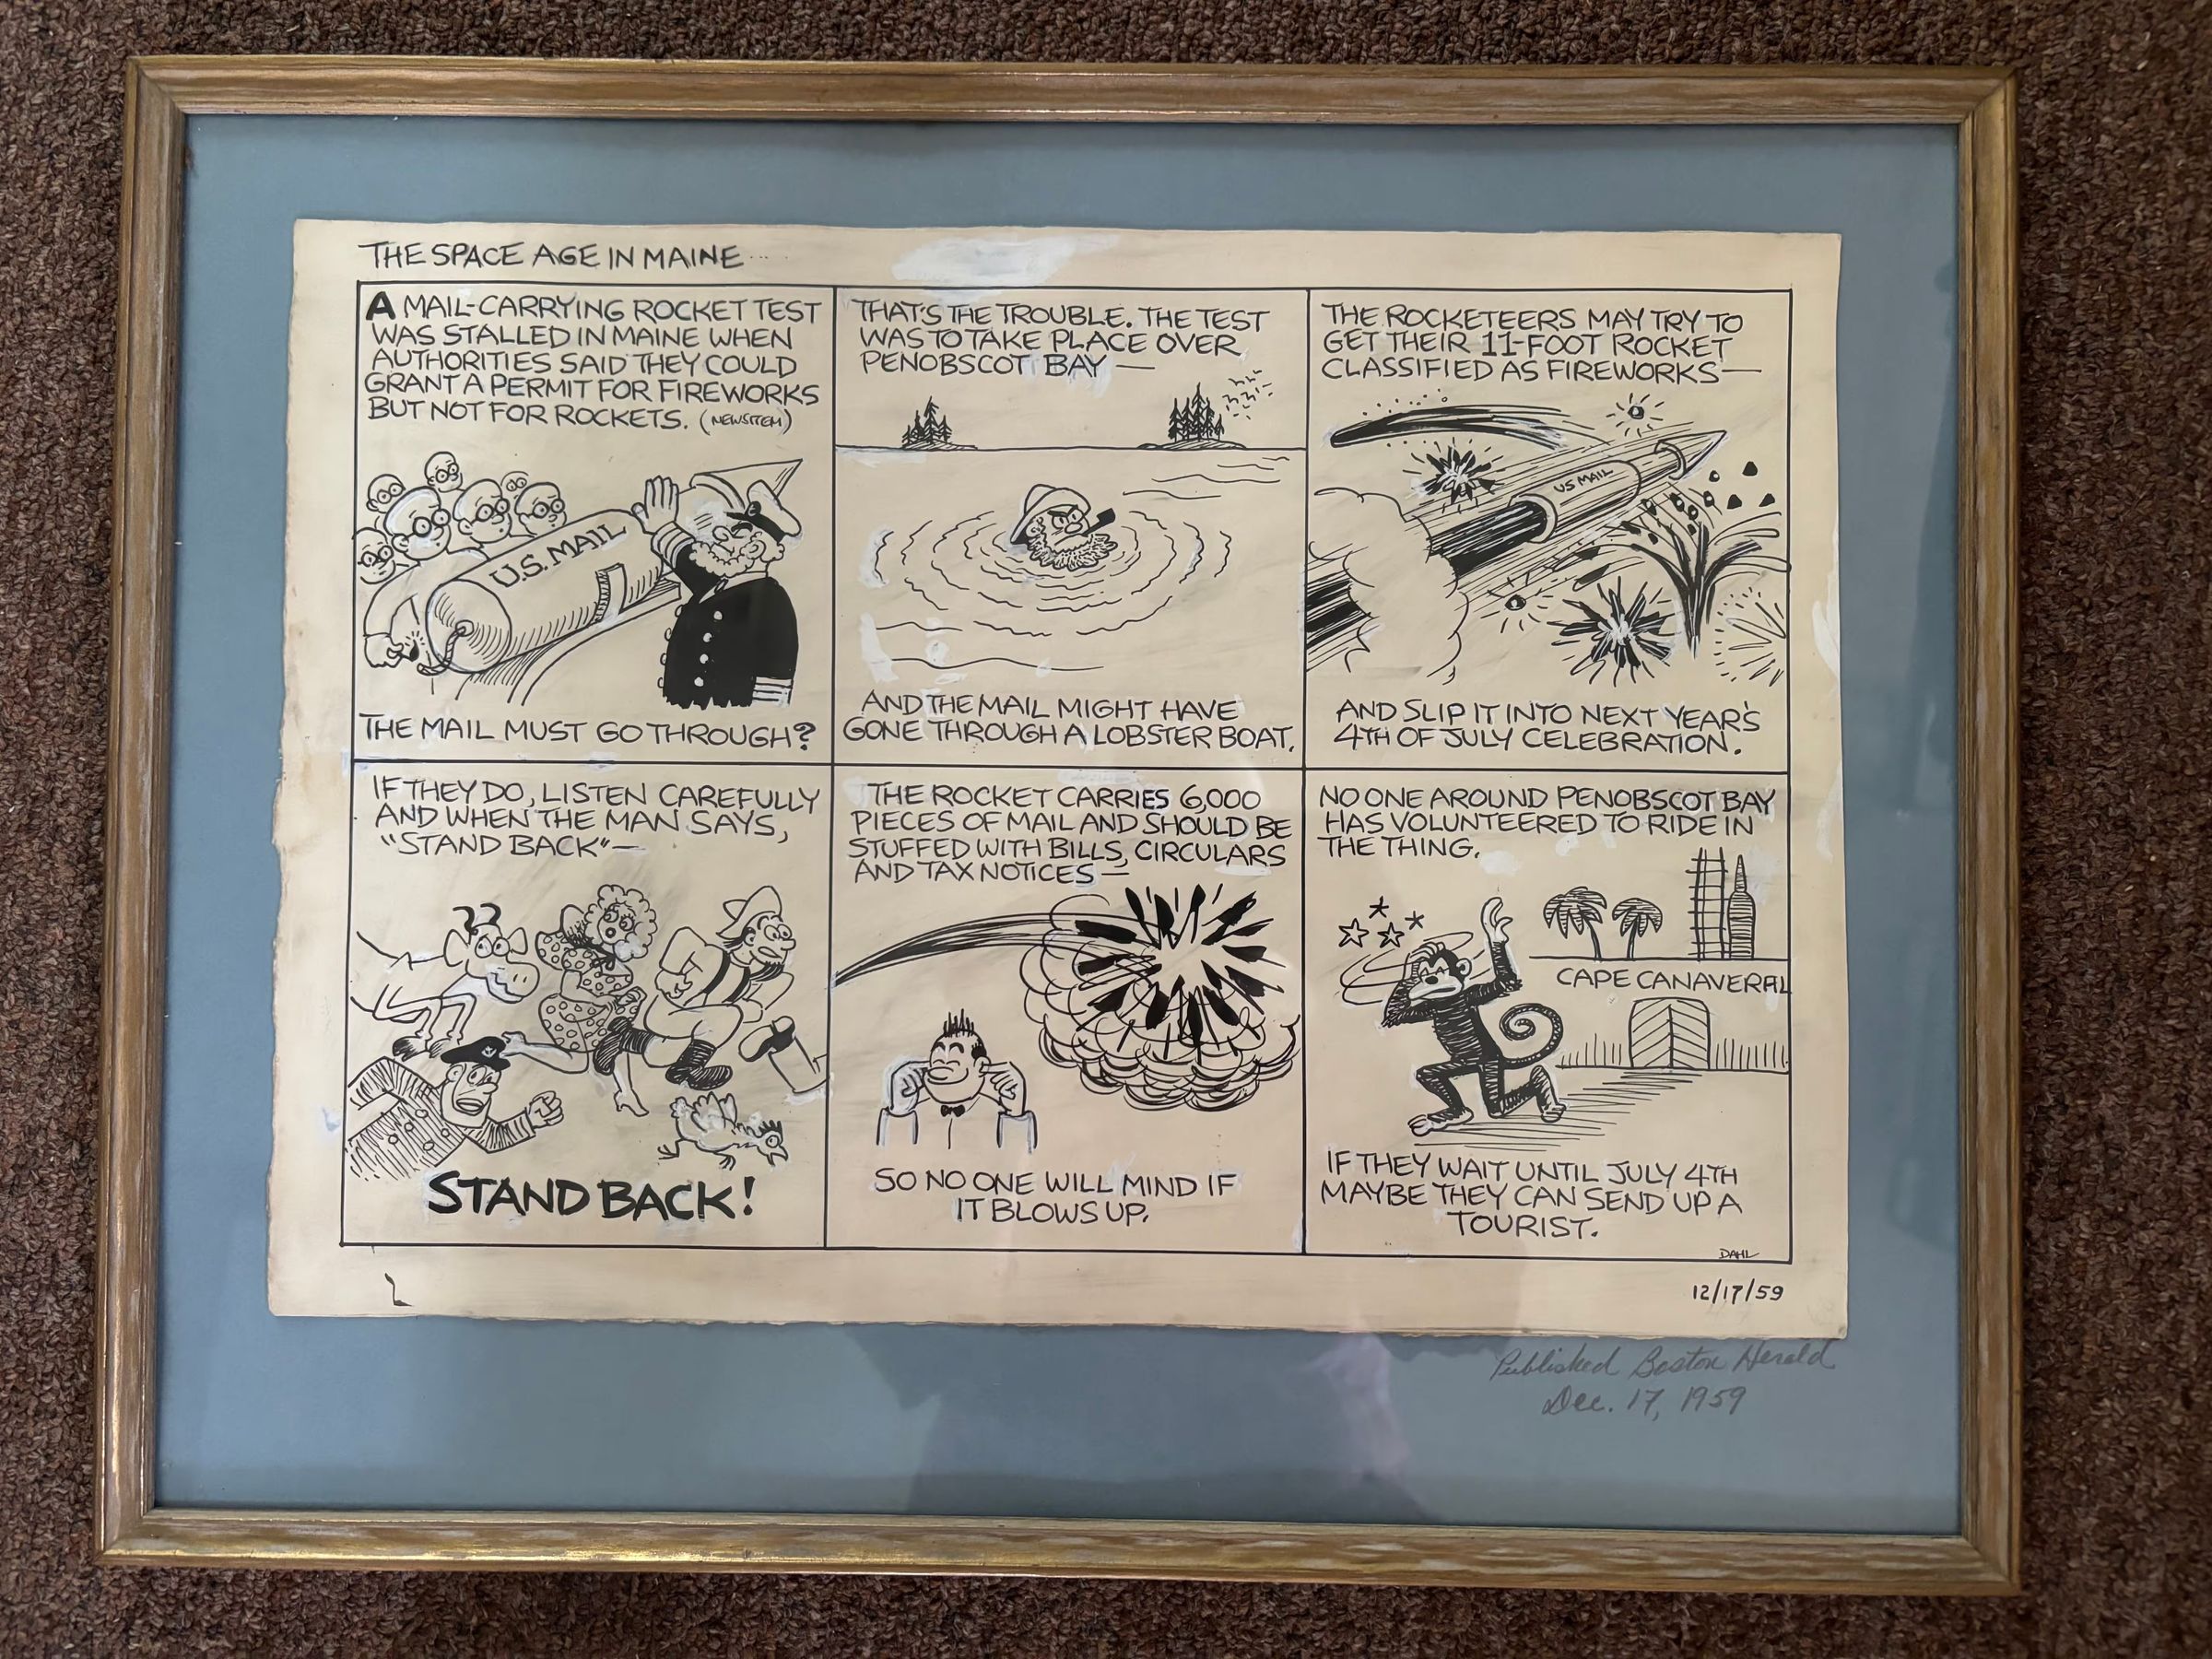 THE SPACE AGE IN MAINE...
A MAIL-CARRYING ROCKET TEST
WAS STALLED IN MAINE WHEN
AUTHORITIES SAID THEY COULD
GRANT A PERMIT FOR FIREWORKS
BUT NOT FOR ROCKETS. (NEWSITEM)
U.S. MAIL
THE MAIL MUST GO THROUGH?
THAT'S THE TROUBLE. THE TEST
WAS TO TAKE PLACE OVER
PENOBSCOT BAY —
AND THE MAIL MIGHT HAVE
GONE THROUGH A LOBSTER BOAT.
THE ROCKETEERS MAY TRY TO
GET THEIR 11-FOOT ROCKET
CLASSIFIED AS FIREWORKS—
US MAIL
AND SLIP IT INTO NEXT YEAR'S
4TH OF JULY CELEBRATION.
IF THEY DO, LISTEN CAREFULLY
AND WHEN THE MAN SAYS,
"STAND BACK"—
STAND BACK!
THE ROCKET CARRIES 6,000
PIECES OF MAIL AND SHOULD BE
STUFFED WITH BILLS, CIRCULARS
AND TAX NOTICES—
SO NO ONE WILL MIND IF
IT BLOWS UP.
NO ONE AROUND PENOBSCOT BAY
HAS VOLUNTEERED TO RIDE IN
THE THING.
CAPE CANAVERAL
IF THEY WAIT UNTIL JULY 4TH
MAYBE THEY CAN SEND UP A
TOURIST.
DAHL
12/17/59
Published Boston Herald
Dec. 17, 1959